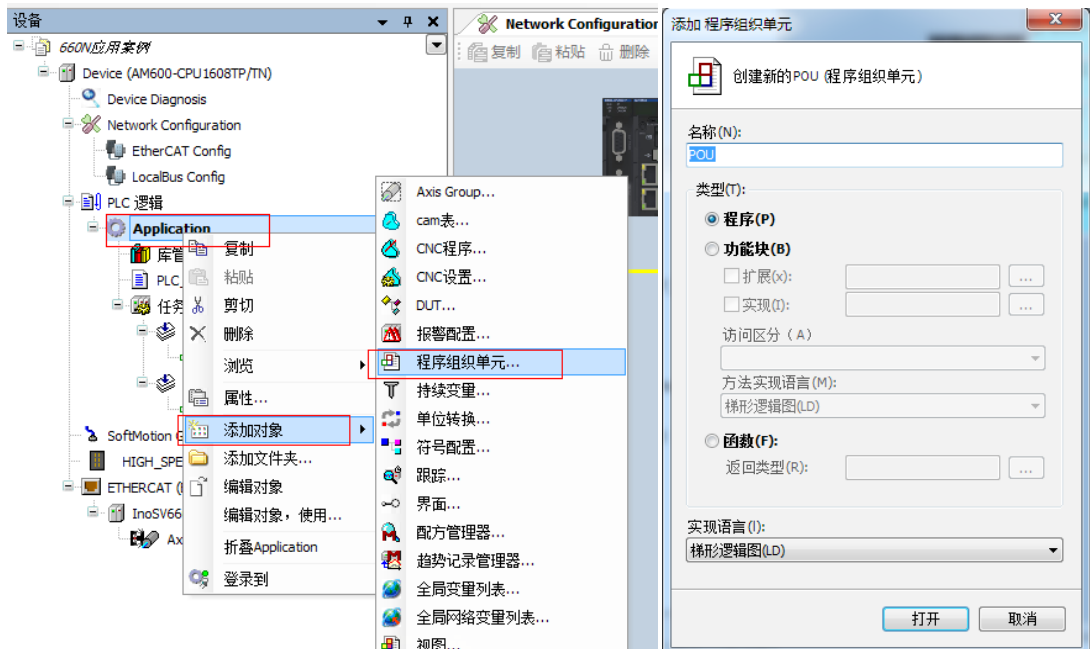 设备
660N应用案例
Device (AM600-CPU1608TP/TN)
Device Diagnosis
Network Configuration
EtherCAT Config
LocalBus Config
PLC 逻辑
Application
库管
PLC_
任务
SoftMotion G
HIGH_SPE
ETHERCAT (
InoSV66
Ax
复制
粘贴
剪切
删除
浏览
属性...
添加对象
添加文件夹...
编辑对象
编辑对象，使用...
折叠Application
登录到
Network Configuration
复制 粘贴 删除
Axis Group...
cam表...
CNC程序...
CNC设置...
DUT...
报警配置...
程序组织单元...
持续变量...
单位转换...
符号配置...
跟踪...
界面...
配方管理器...
趋势记录管理器...
全局变量列表...
全局网络变量列表...
视图...
添加 程序组织单元
创建新的POU (程序组织单元)
名称(N):
POU
类型(T):
程序(P)
功能块(B)
扩展(x): ...
实现(I): ...
访问区分（A）
方法实现语言(M):
梯形逻辑图(LD)
函数(F):
返回类型(R): ...
实现语言(I):
梯形逻辑图(LD)
打开 取消